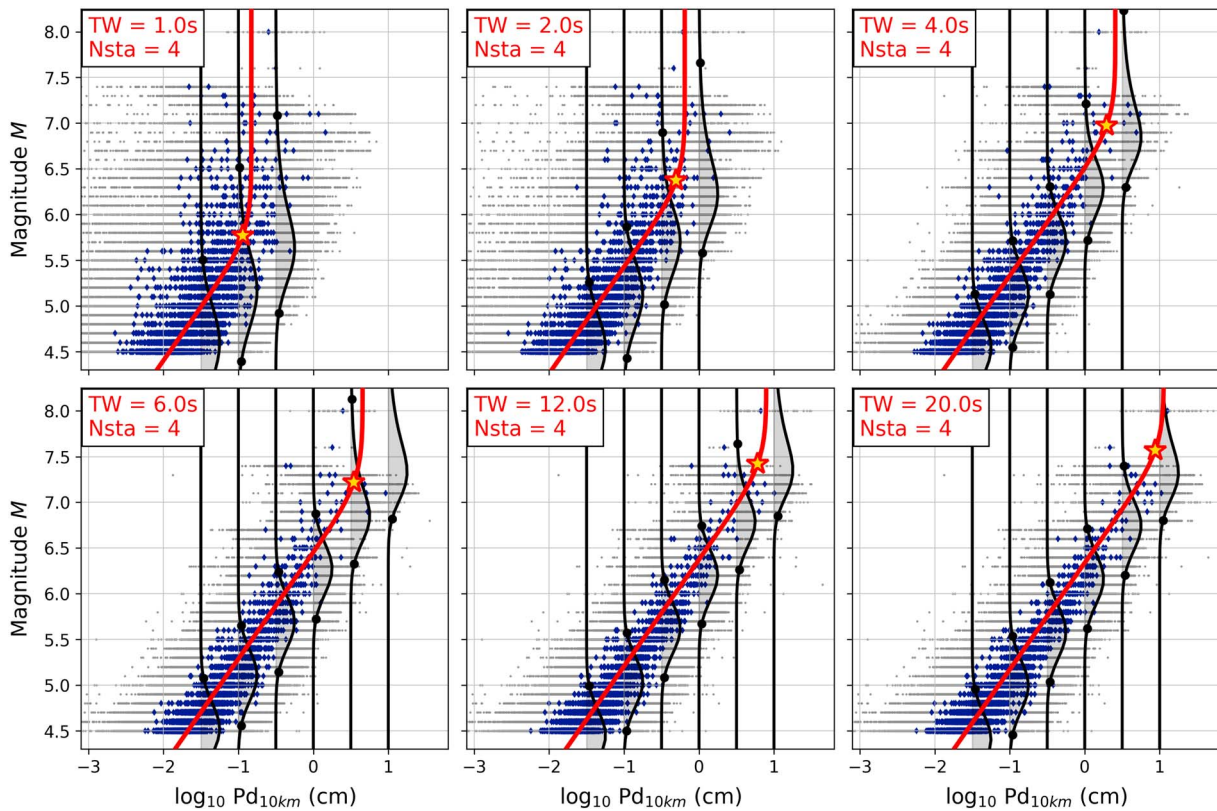 TW = 1.0s
Nsta = 4
TW = 2.0s
Nsta = 4
TW = 4.0s
Nsta = 4
Magnitude M
8.0
7.5
7.0
6.5
6.0
5.5
5.0
4.5
TW = 6.0s
Nsta = 4
TW = 12.0s
Nsta = 4
TW = 20.0s
Nsta = 4
Magnitude M
8.0
7.5
7.0
6.5
6.0
5.5
5.0
4.5
−3 −2 −1 0 1
−3 −2 −1 0 1
−3 −2 −1 0 1
log₁₀ Pd₁₀ₖₘ (cm)
log₁₀ Pd₁₀ₖₘ (cm)
log₁₀ Pd₁₀ₖₘ (cm)